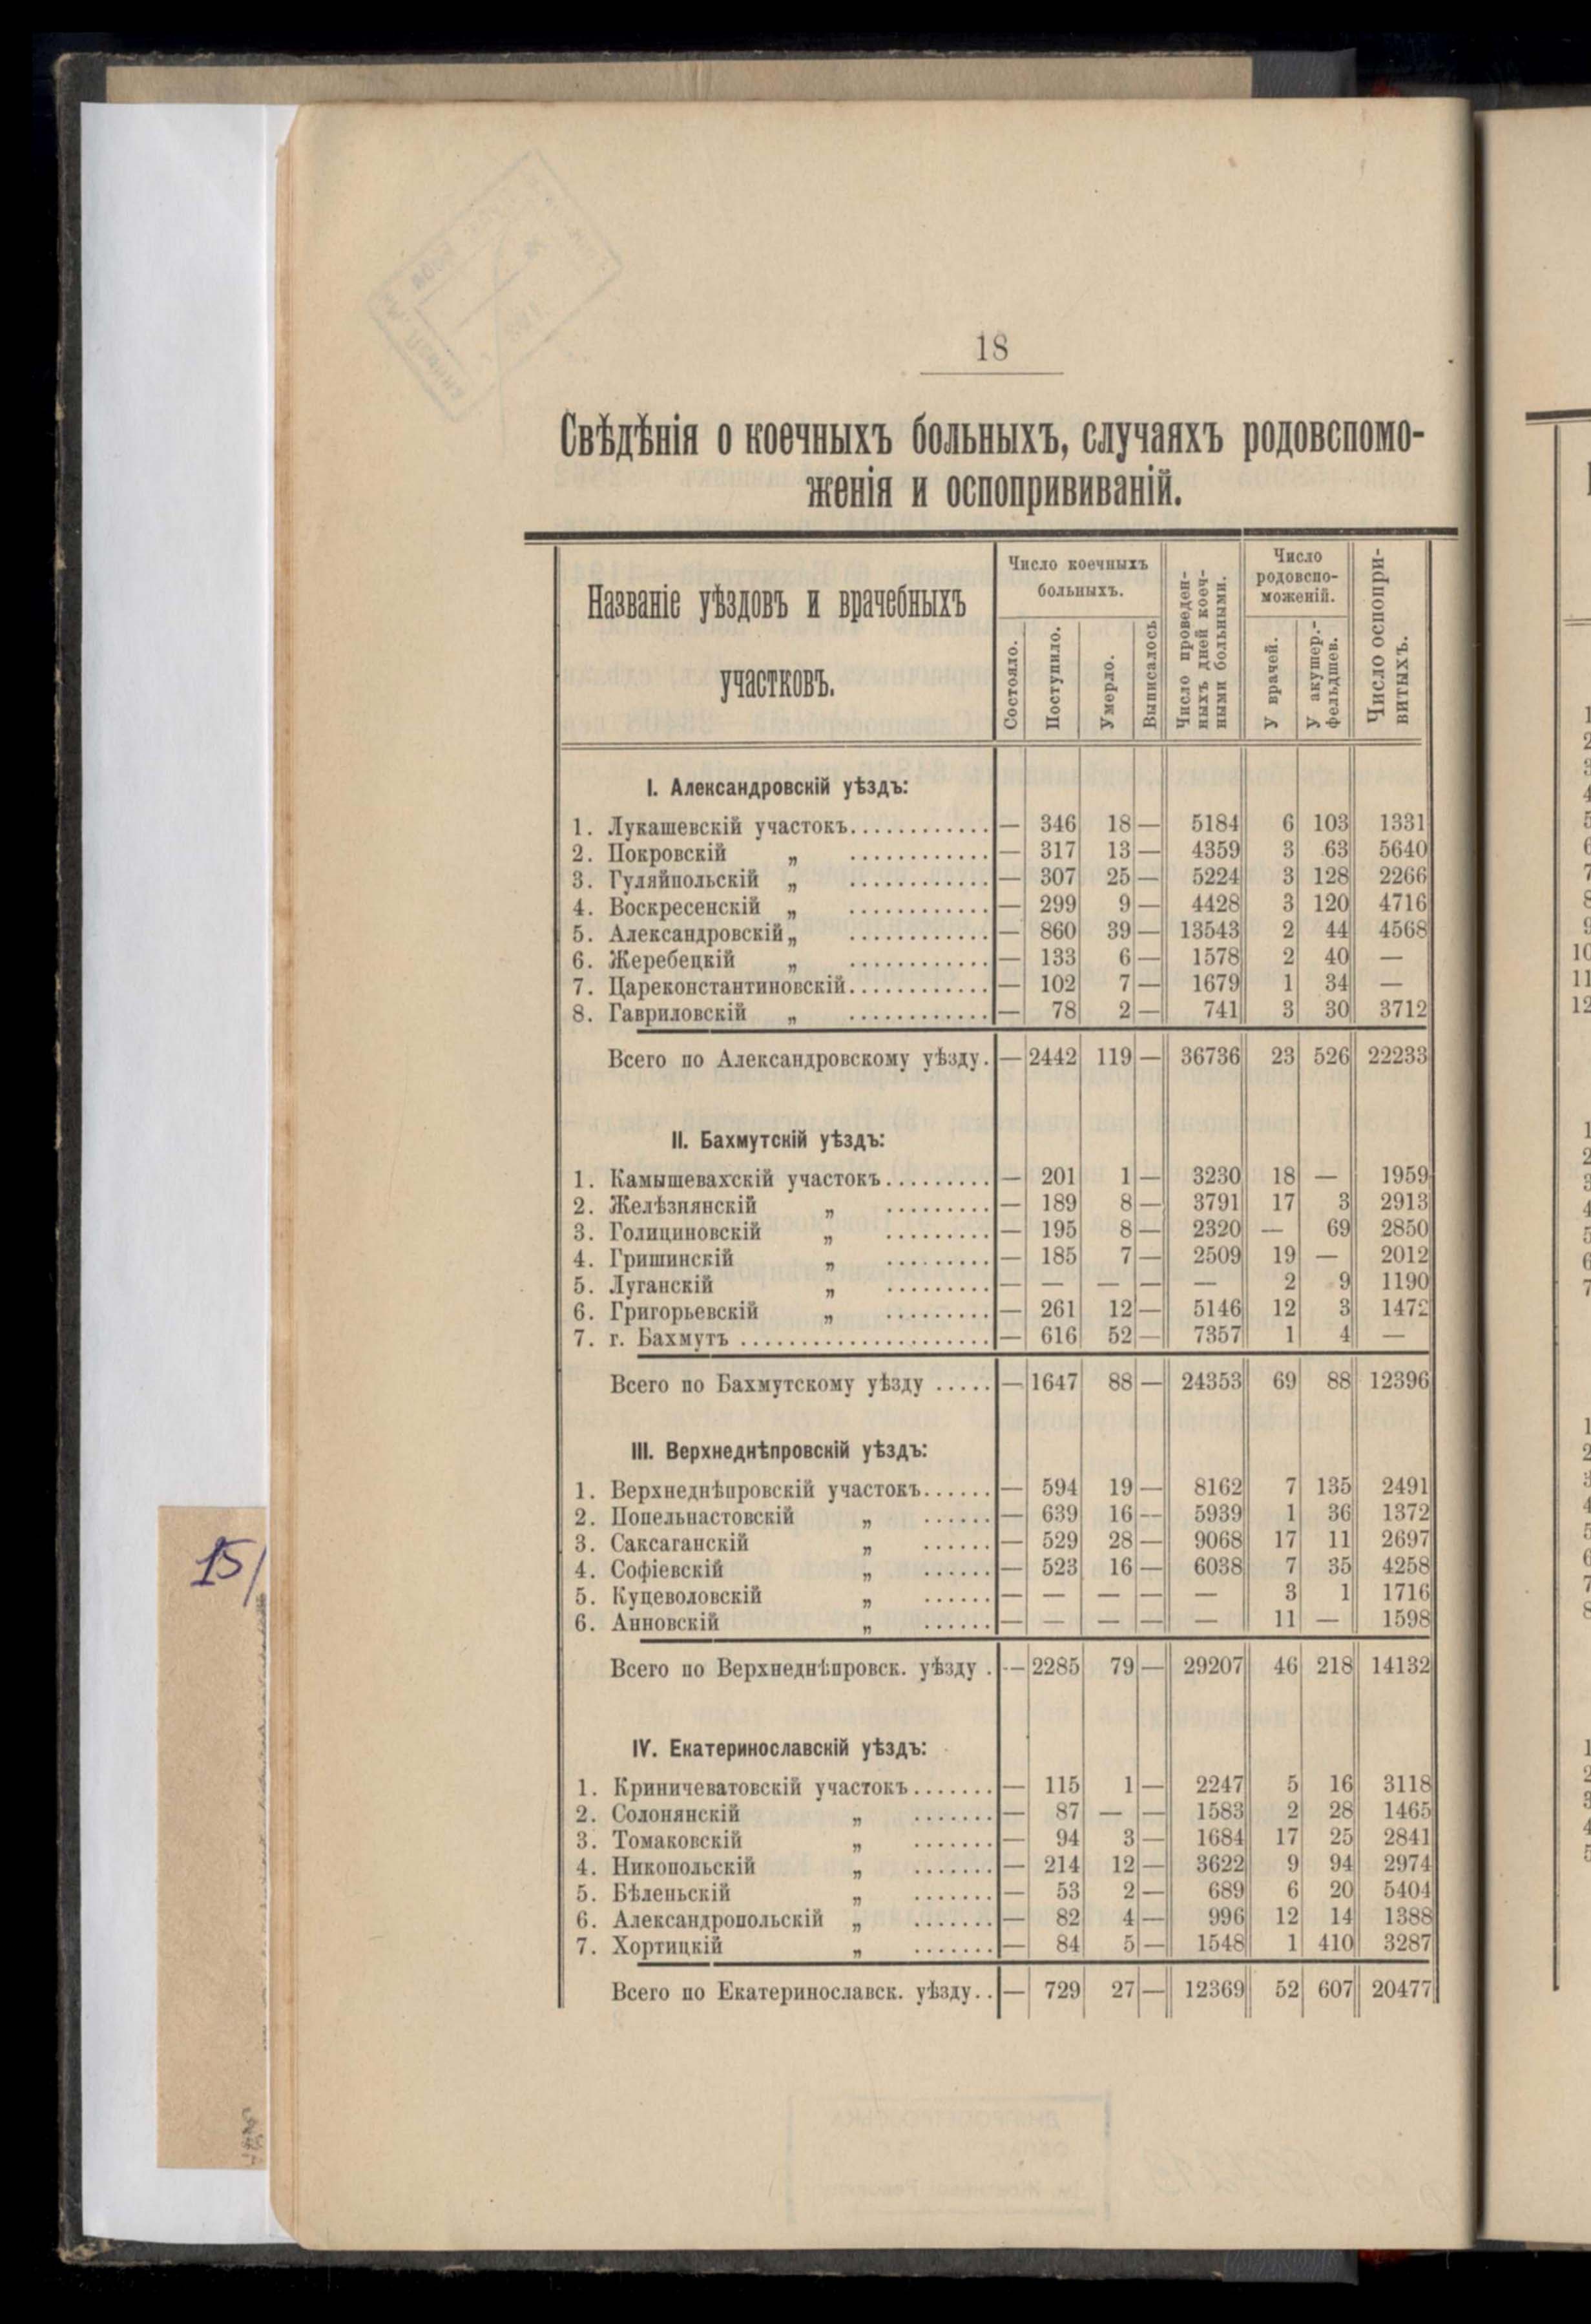 18
Свѣдѣнія о коечныхъ больныхъ, случаяхъ родовспомо-
женія и оспопрививаній.
Названіе уѣздовъ и врачебныхъ
участковъ.
Число коечныхъ
больныхъ.
Состояло.
Поступило.
Умерло.
Выписалось
Число проведен-
ныхъ дней коеч-
ными больными.
Число
родовспо-
моженій.
У врачей.
У акушер.-
фельдшев.
Число оспопри-
витыхъ.
I. Александровскій уѣздъ:
1. Лукашевскій участокъ............ — 346 18 — 5184 6 103 1331
2. Покровскій „ ............ — 317 13 — 4359 3 63 5640
3. Гуляйпольскій „ ............ — 307 25 — 5224 3 128 2266
4. Воскресенскій „ ............ — 299 9 — 4428 3 120 4716
5. Александровскій „ ............ — 860 39 — 13543 2 44 4568
6. Жеребецкій „ ............ — 133 6 — 1578 2 40 —
7. Цареконстантиновскій............ — 102 7 — 1679 1 34 —
8. Гавриловскій „ ............ — 78 2 — 741 3 30 3712
Всего по Александровскому уѣзду. — 2442 119 — 36736 23 526 22233
II. Бахмутскій уѣздъ:
1. Камышевахскій участокъ......... — 201 1 — 3230 18 — 1959
2. Желѣзнянскій „ ......... — 189 8 — 3791 17 3 2913
3. Голициновскій „ ......... — 195 8 — 2320 — 69 2850
4. Гришинскій „ ......... — 185 7 — 2509 19 — 2012
5. Луганскій „ ......... — — — — — 2 9 1190
6. Григорьевскій „ ......... — 261 12 — 5146 12 3 1472
7. г. Бахмутъ ..................... — 616 52 — 7357 1 4 —
Всего по Бахмутскому уѣзду ..... — 1647 88 — 24353 69 88 12396
III. Верхнеднѣпровскій уѣздъ:
1. Верхнеднѣпровскій участокъ...... — 594 19 — 8162 7 135 2491
2. Попельнастовскій „ ...... — 639 16 — 5939 1 36 1372
3. Саксаганскій „ ...... — 529 28 — 9068 17 11 2697
4. Софіевскій „ ...... — 523 16 — 6038 7 35 4258
5. Куцеволовскій „ ...... — — — — — 3 1 1716
6. Анновскій „ ...... — — — — — 11 — 1598
Всего по Верхнеднѣпровск. уѣзду . — 2285 79 — 29207 46 218 14132
IV. Екатеринославскій уѣздъ:
1. Криничеватовскій участокъ....... — 115 1 — 2247 5 16 3118
2. Солонянскій „ ....... — 87 — — 1583 2 28 1465
3. Томаковскій „ ....... — 94 3 — 1684 17 25 2841
4. Никопольскій „ ....... — 214 12 — 3622 9 94 2974
5. Бѣленьскій „ ....... — 53 2 — 689 6 20 5404
6. Александропольскій „ ....... — 82 4 — 996 12 14 1388
7. Хортицкій „ ....... — 84 5 — 1548 1 410 3287
Всего по Екатеринославск. уѣзду.. — 729 27 — 12369 52 607 20477
15/